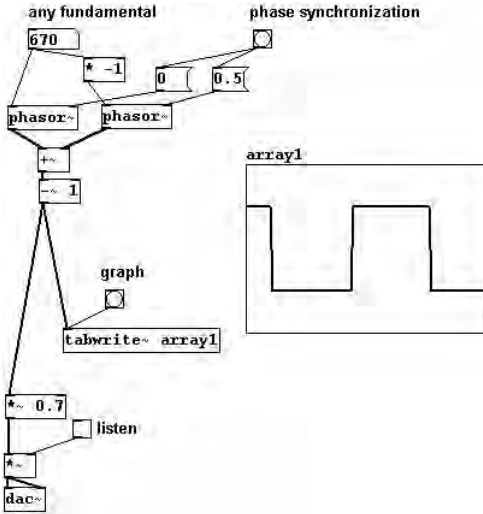 any fundamental
phase synchronization
670
* -1
0
0.5
phasor~
phasor~
+~
-~ 1
array1
graph
tabwrite~ array1
*~ 0.7
listen
*~
dac~